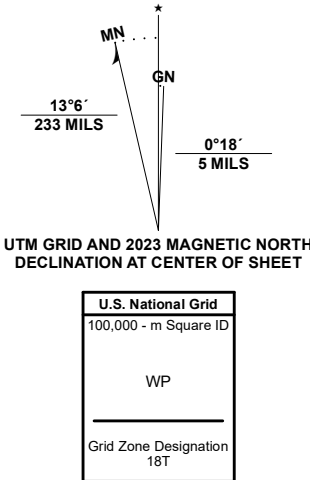 ★
MN
GN
13°6´
233 MILS
0°18´
5 MILS
UTM GRID AND 2023 MAGNETIC NORTH
DECLINATION AT CENTER OF SHEET
U.S. National Grid
100,000 - m Square ID
WP
Grid Zone Designation
18T